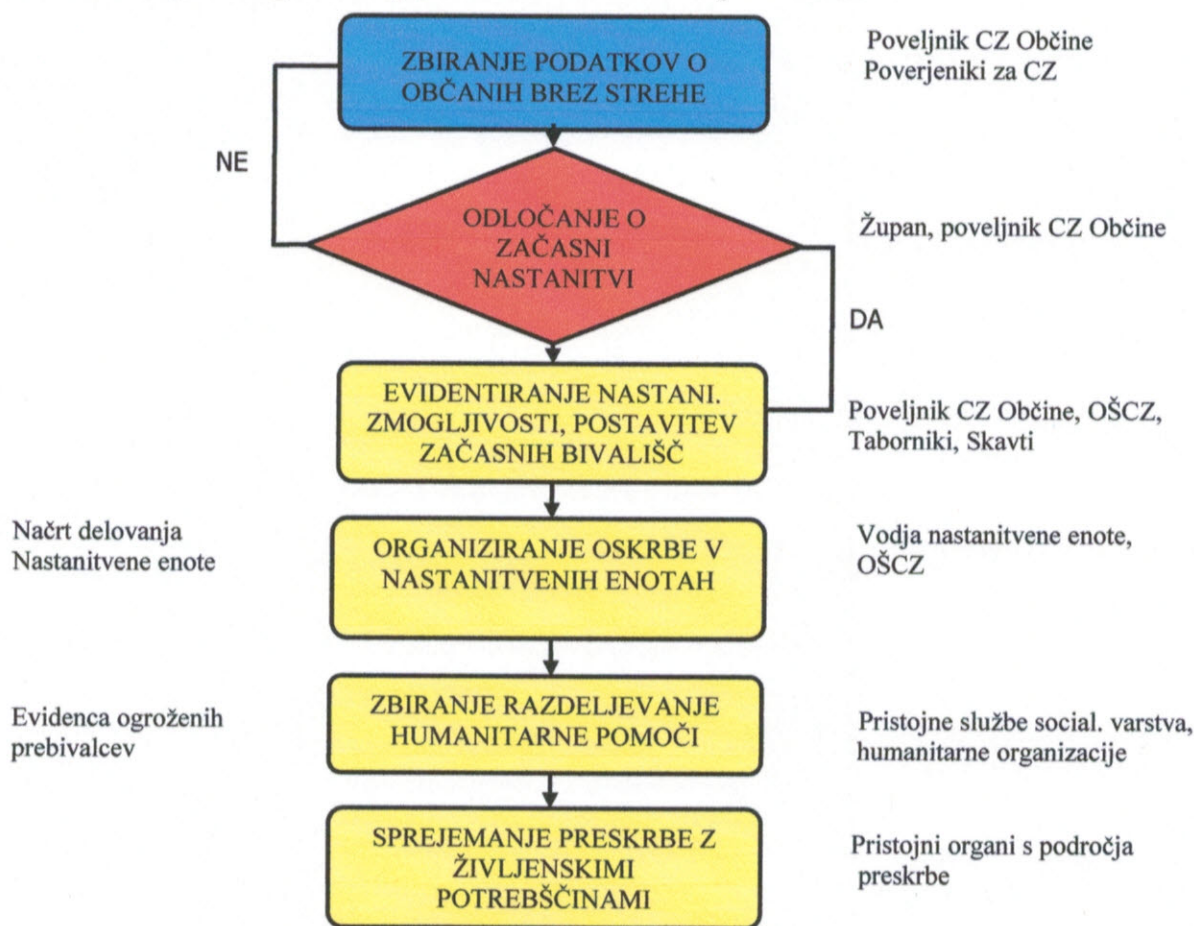 ZBIRANJE PODATKOV O
OBČANIH BREZ STREHE
Poveljnik CZ Občine
Poverjeniki za CZ
NE
ODLOČANJE O
ZAČASNI
NASTANITVI
Župan, poveljnik CZ Občine
DA
EVIDENTIRANJE NASTANI.
ZMOGLJIVOSTI, POSTAVITEV
ZAČASNIH BIVALIŠČ
Poveljnik CZ Občine, OŠCZ,
Taborniki, Skavti
Načrt delovanja
Nastanitvene enote
ORGANIZIRANJE OSKRBE V
NASTANITVENIH ENOTAH
Vodja nastanitvene enote,
OŠCZ
Evidenca ogroženih
prebivalcev
ZBIRANJE RAZDELJEVANJE
HUMANITARNE POMOČI
Pristojne službe social. varstva,
humanitarne organizacije
SPREJEMANJE PRESKRBE Z
ŽIVLJENSKIMI
POTREBŠČINAMI
Pristojni organi s področja
preskrbe